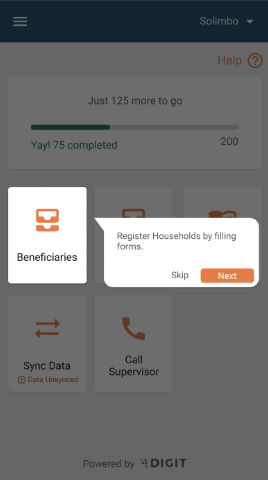 Solimbo
Help
Just 125 more to go
Yay! 75 completed
200
Beneficiaries
Register Households by filling
forms.
Skip
Next
Sync Data
Data Unsynced
Call
Supervisor
Powered by DIGIT